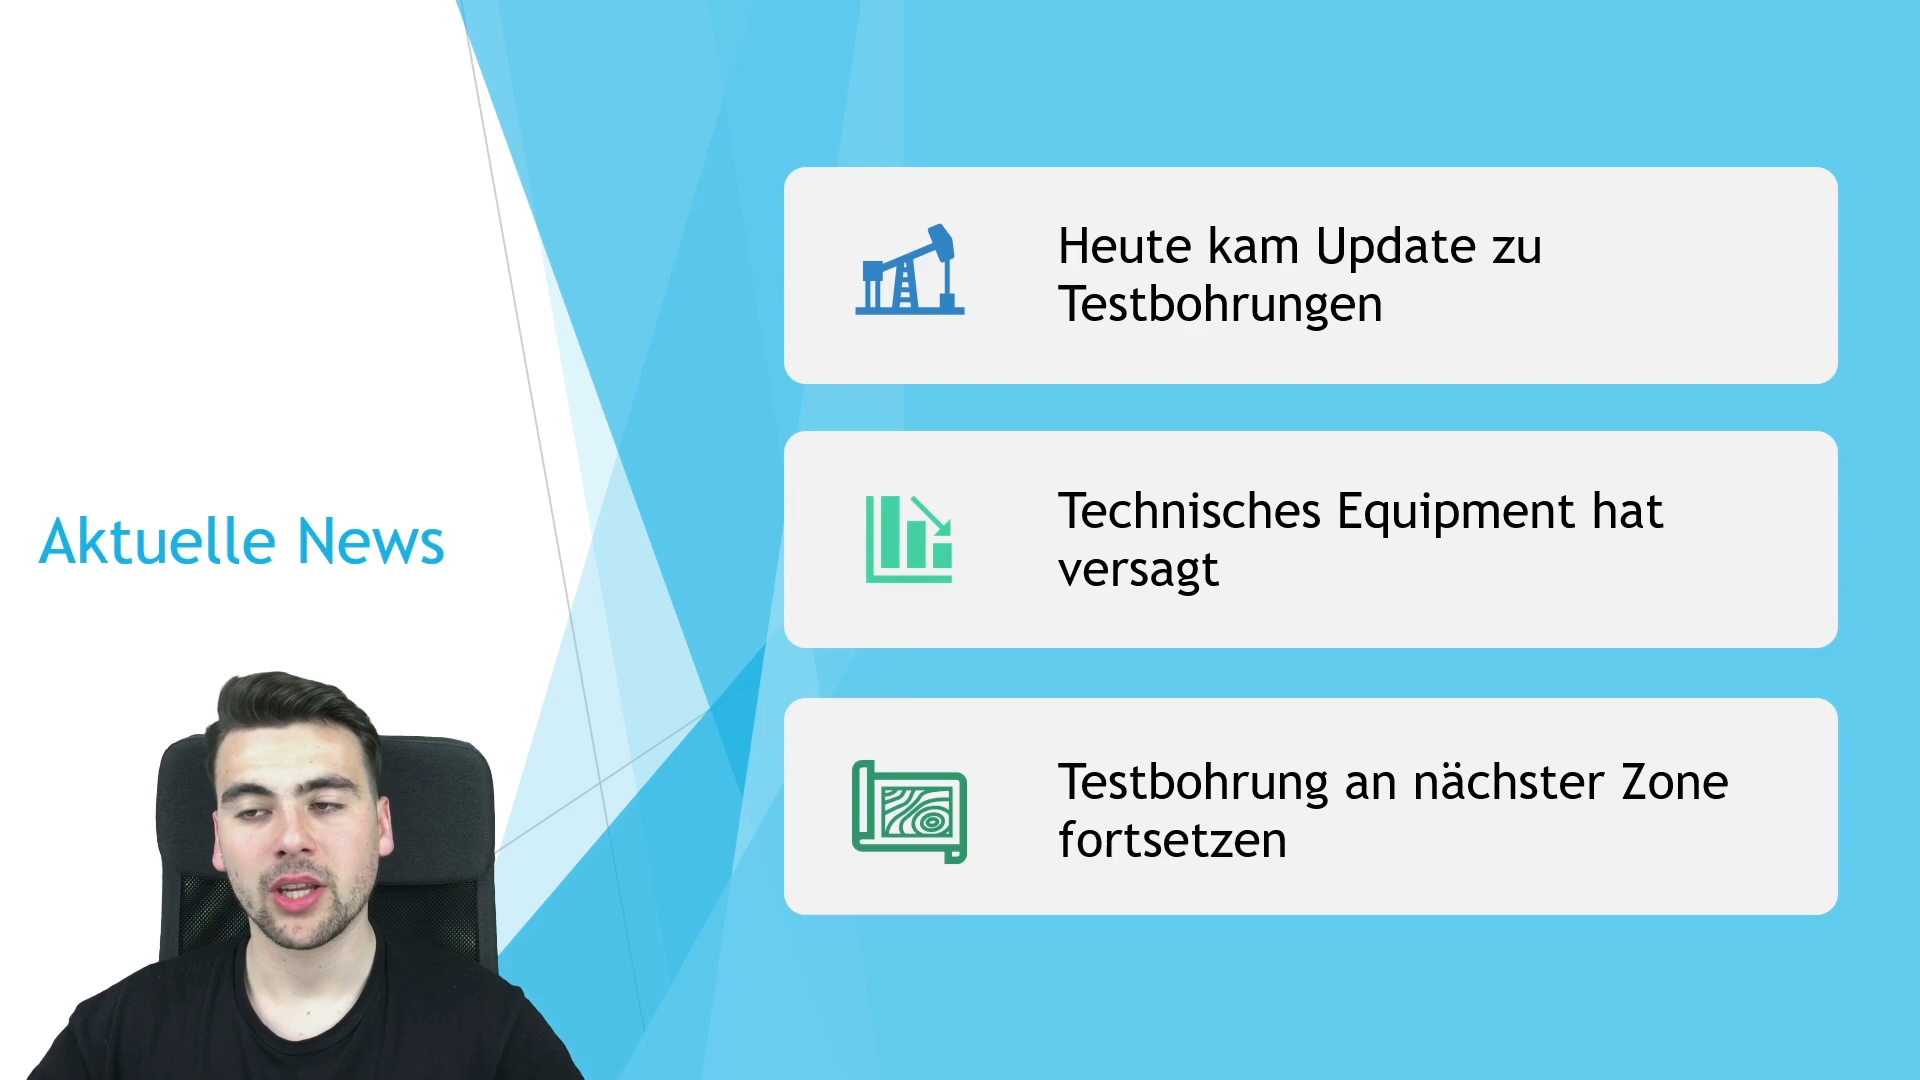 Aktuelle News
Heute kam Update zu
Testbohrungen
Technisches Equipment hat
versagt
Testbohrung an nächster Zone
fortsetzen